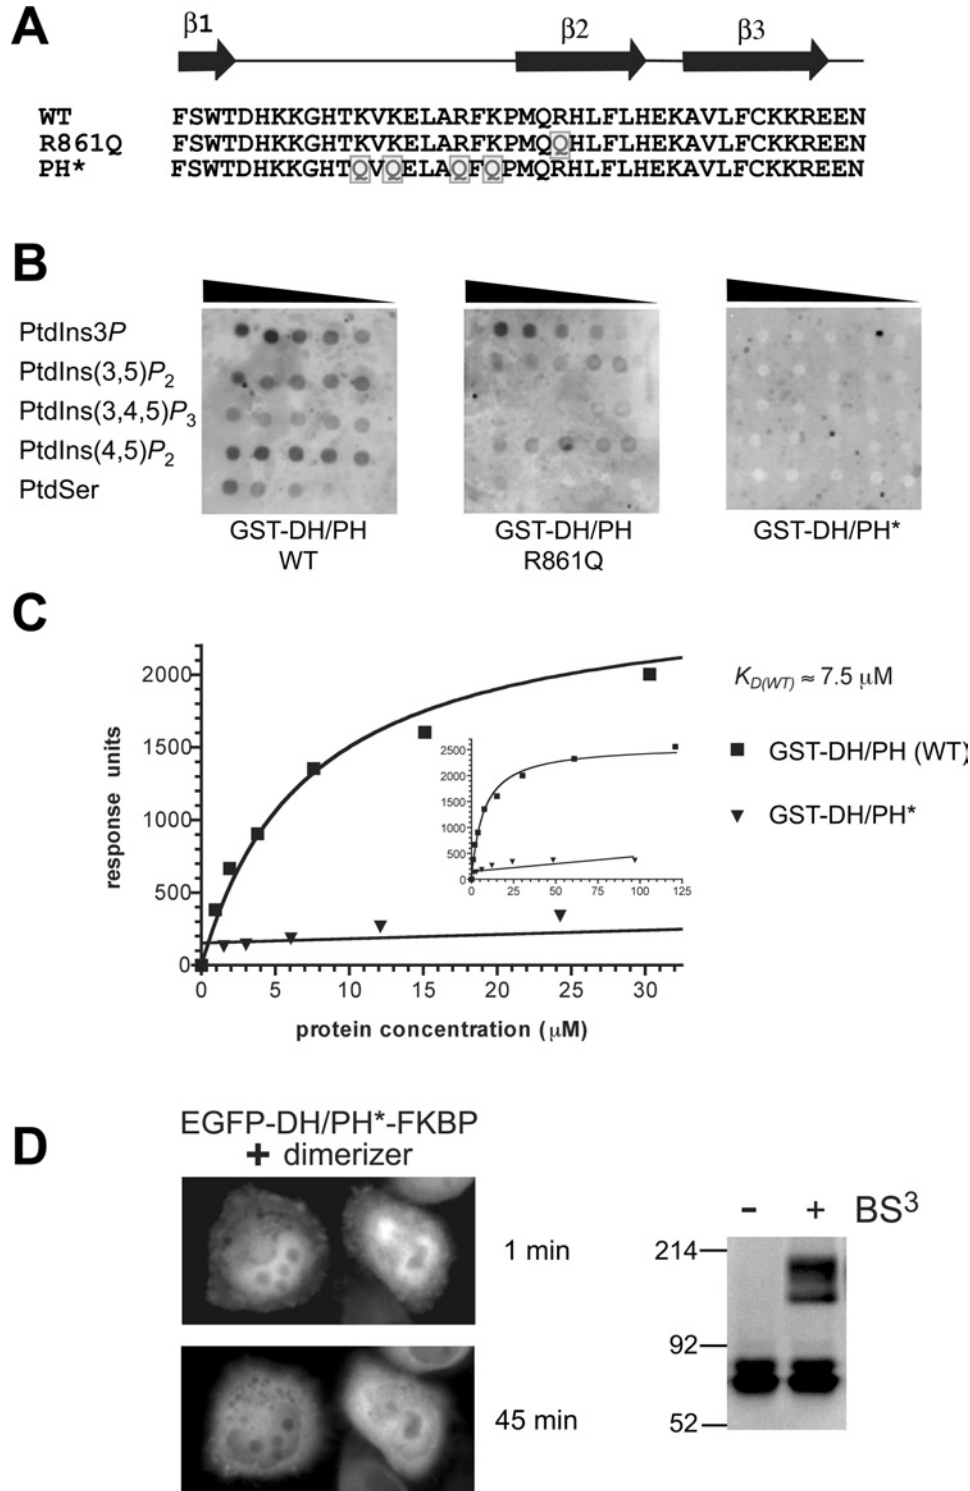 A
β1
β2
β3
WT FSWTDHKKGHTKVKELARFKPMQRHLFLHEKAVLFCKKREEN
R861Q FSWTDHKKGHTKVKELARFKPMQQHLFLHEKAVLFCKKREEN
PH* FSWTDHKKGHTQVQELAQFQPMQRHLFLHEKAVLFCKKREEN
B
PtdIns3P
PtdIns(3,5)P2
PtdIns(3,4,5)P3
PtdIns(4,5)P2
PtdSer
GST-DH/PH
WT
GST-DH/PH
R861Q
GST-DH/PH*
C
response units
2000
1500
1000
500
0
0 5 10 15 20 25 30
protein concentration (µM)
2500
2000
1500
1000
500
0
0 25 50 75 100 125
KD(WT) ≈ 7.5 µM
GST-DH/PH (WT)
GST-DH/PH*
D
EGFP-DH/PH*-FKBP
+ dimerizer
1 min
45 min
- + BS3
214
92
52